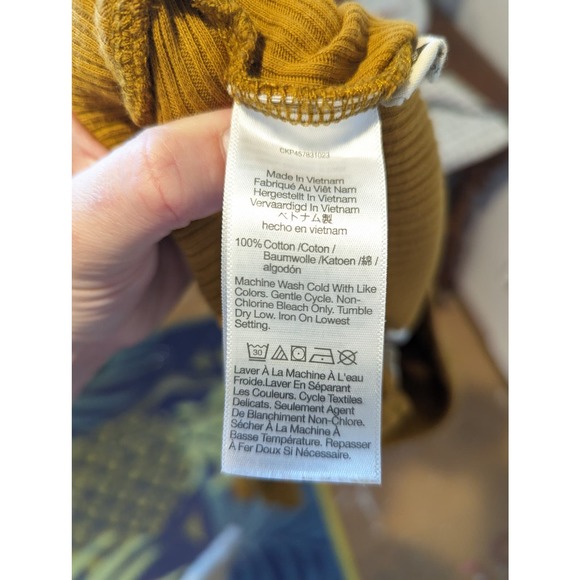 CKP457831023
Made In Vietnam
Fabriqué Au Viêt Nam
Hergestellt In Vietnam
Vervaardigd In Vietnam
ベトナム製
hecho en vietnam
100% Cotton /Coton/
Baumwolle /Katoen /綿 /
algodón
Machine Wash Cold With Like
Colors. Gentle Cycle. Non-
Chlorine Bleach Only. Tumble
Dry Low. Iron On Lowest
Setting.
30
Laver À La Machine À L'eau
Froide.Laver En Séparant
Les Couleurs. Cycle Textiles
Délicats. Seulement Agent
De Blanchiment Non-Chlore.
Sécher À La Machine À
Basse Température. Repasser
À Fer Doux Si Nécessaire.